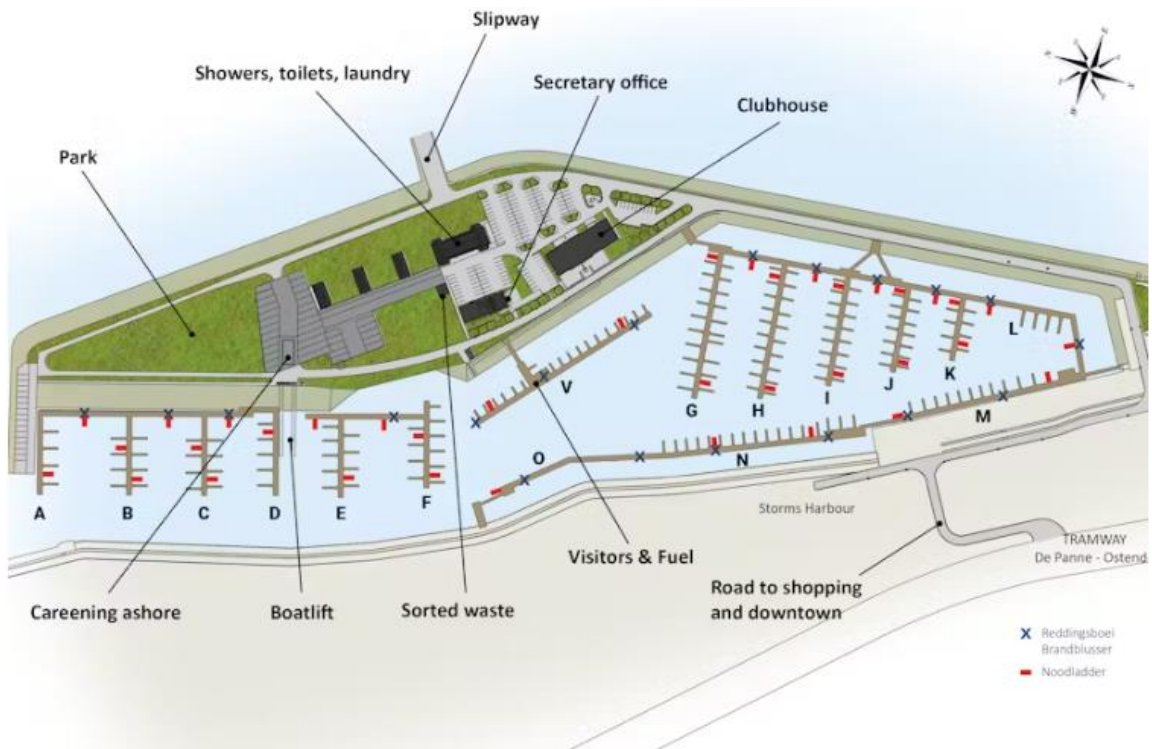 Slipway
Showers, toilets, laundry
Secretary office
Clubhouse
Park
L
V
K
J
I
H
G
M
N
O
A
B
C
D
E
F
Storms Harbour
Visitors & Fuel
TRAMWAY
De Panne - Ostend
Careening ashore
Boatlift
Sorted waste
Road to shopping
and downtown
X Reddingsboei
Brandblusser
Noodladder